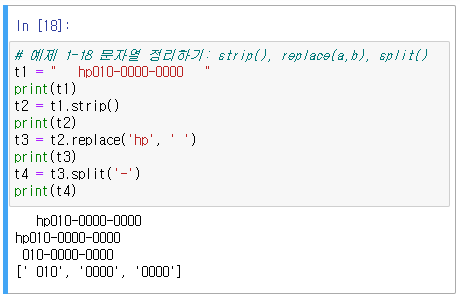 In [18]:
# 예제 1-18 문자열 정리하기: strip(), replace(a,b), split()
t1 = "   hp010-0000-0000   "
print(t1)
t2 = t1.strip()
print(t2)
t3 = t2.replace('hp', ' ')
print(t3)
t4 = t3.split('-')
print(t4)
   hp010-0000-0000
hp010-0000-0000
 010-0000-0000
[' 010', '0000', '0000']